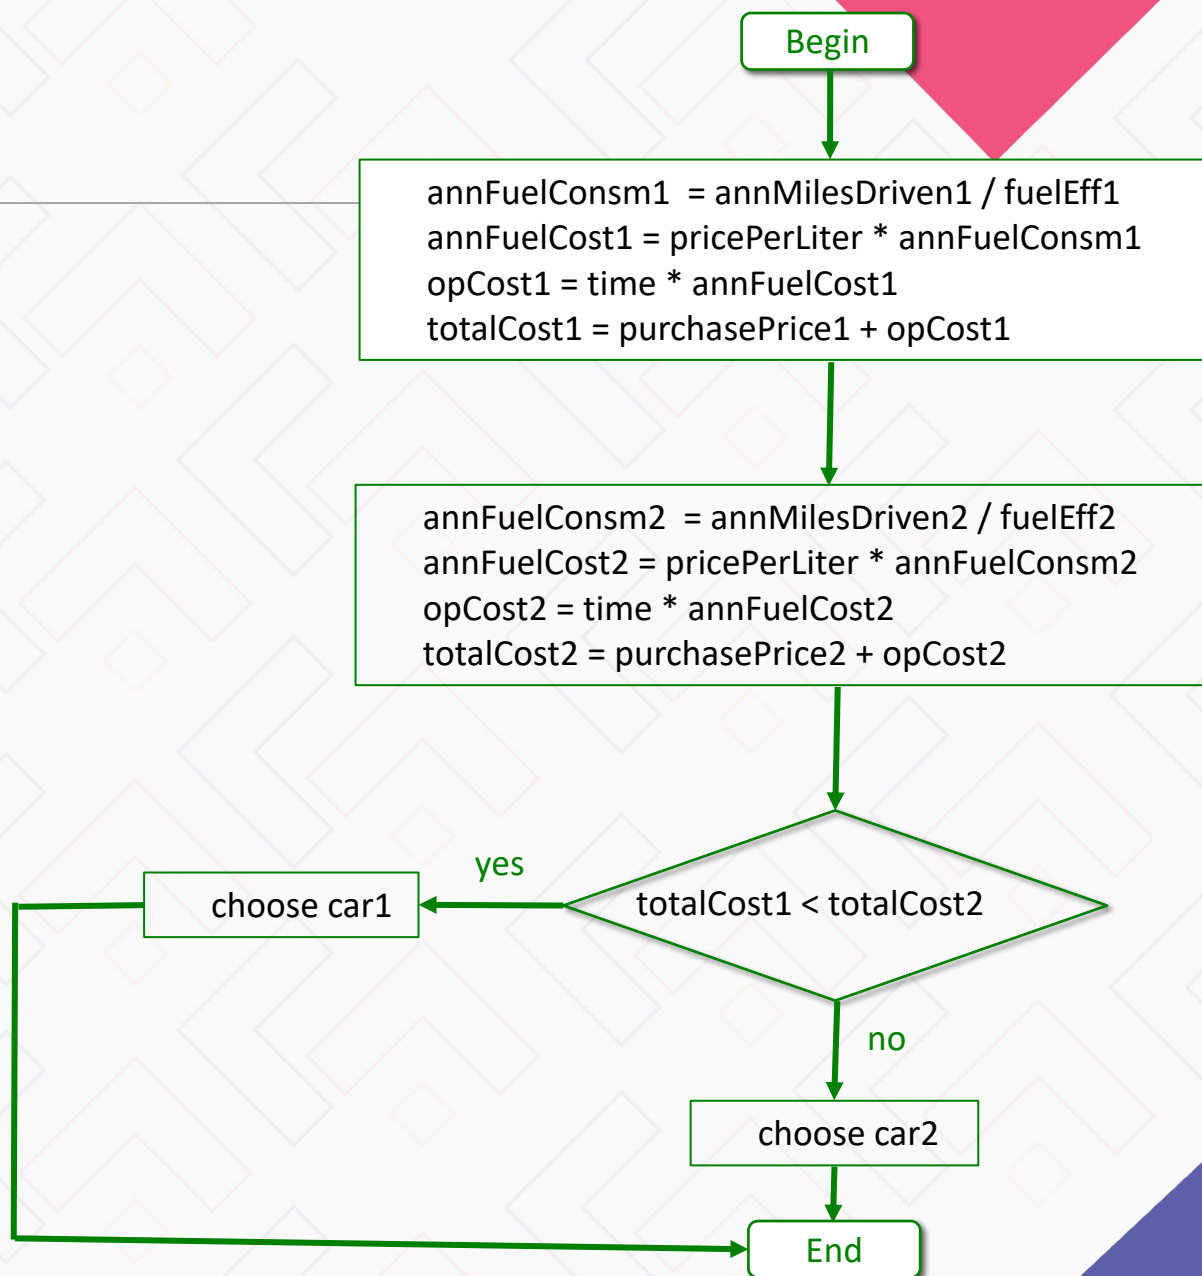 Begin
annFuelConsm1  = annMilesDriven1 / fuelEff1
annFuelCost1 = pricePerLiter * annFuelConsm1
opCost1 = time * annFuelCost1
totalCost1 = purchasePrice1 + opCost1
annFuelConsm2  = annMilesDriven2 / fuelEff2
annFuelCost2 = pricePerLiter * annFuelConsm2
opCost2 = time * annFuelCost2
totalCost2 = purchasePrice2 + opCost2
yes
choose car1
totalCost1 < totalCost2
no
choose car2
End